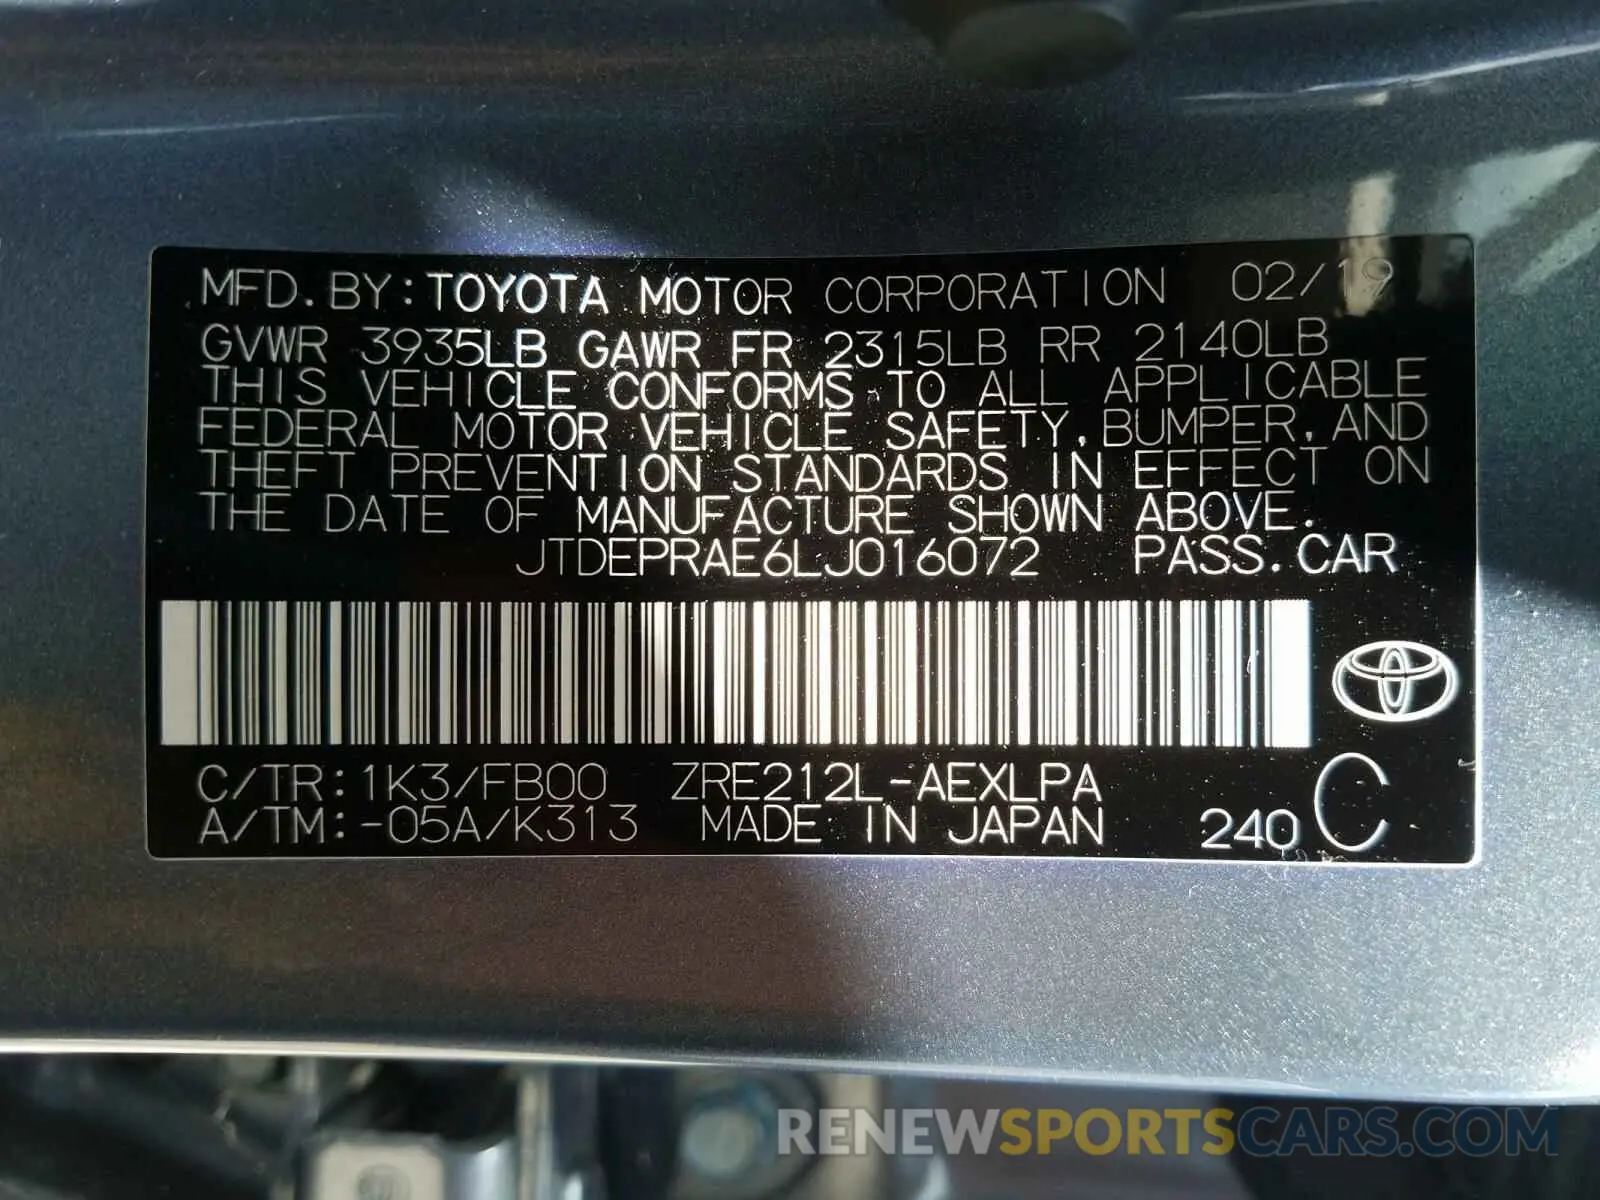 MFD. BY: TOYOTA MOTOR CORPORATION 02/19
GVWR 3935LB GAWR FR 2315LB RR 2140LB
THIS VEHICLE CONFORMS TO ALL APPLICABLE
FEDERAL MOTOR VEHICLE SAFETY, BUMPER, AND
THEFT PREVENTION STANDARDS IN EFFECT ON
THE DATE OF MANUFACTURE SHOWN ABOVE.
JTDEPRAE6LJ016072 PASS. CAR
C/TR: 1K3/FB00 ZRE212L-AEXLPA
A/TM: -05A/K313 MADE IN JAPAN 240 C
RENEWSPORTSCARS.COM